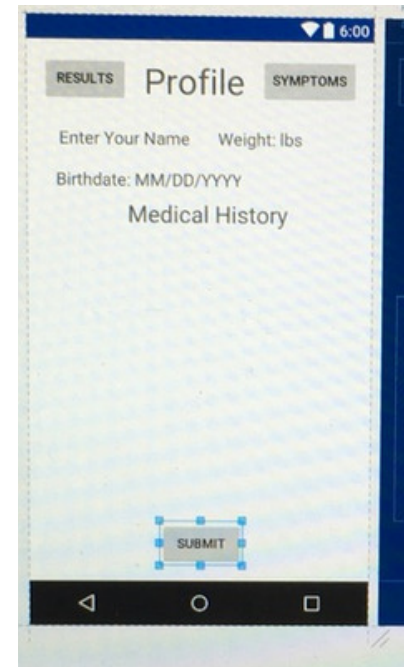 6:00
RESULTS Profile SYMPTOMS
Enter Your Name Weight: lbs
Birthdate: MM/DD/YYYY
Medical History
SUBMIT